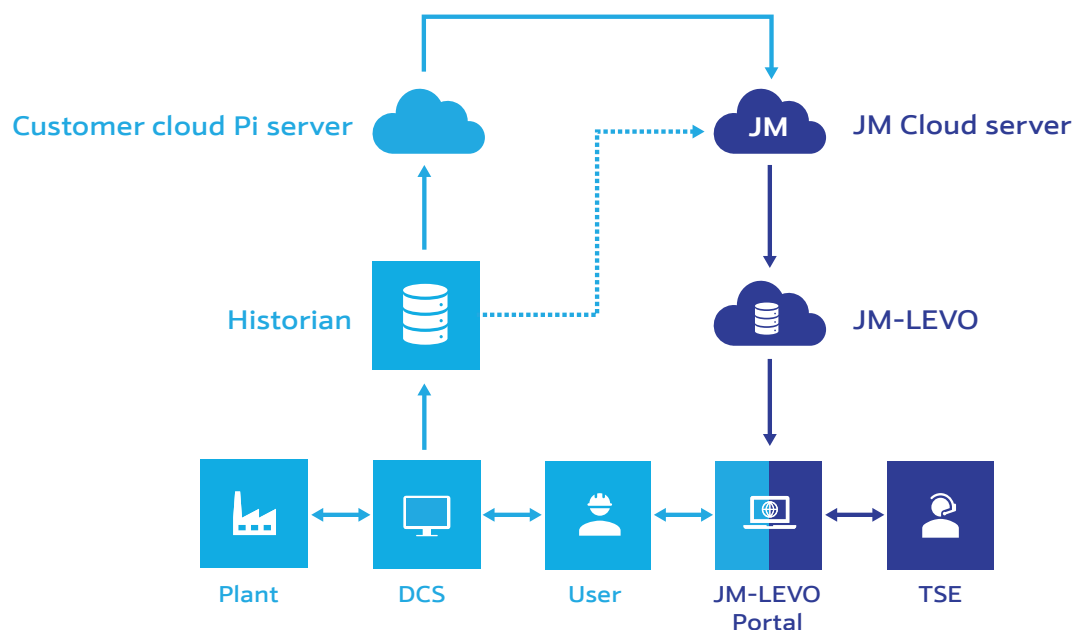 Customer cloud Pi server
JM
JM Cloud server
Historian
JM-LEVO
Plant
DCS
User
JM-LEVO
Portal
TSE